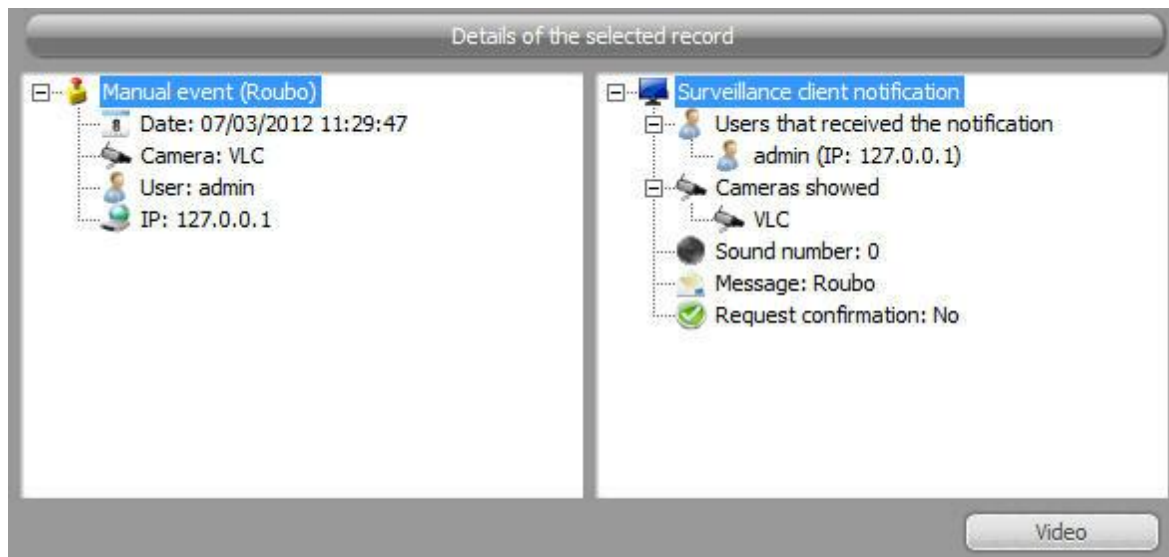 Details of the selected record
Manual event (Roubo)
8
Date: 07/03/2012 11:29:47
Camera: VLC
User: admin
IP: 127.0.0.1
Surveillance client notification
Users that received the notification
admin (IP: 127.0.0.1)
Cameras showed
VLC
Sound number: 0
Message: Roubo
Request confirmation: No
Video